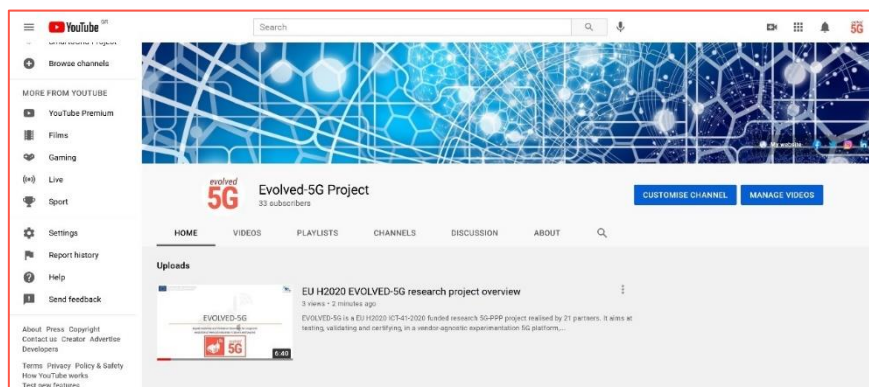 YouTube GR
Search
5G
Browse channels
MORE FROM YOUTUBE
YouTube Premium
Films
Gaming
Live
Sport
Settings
Report history
Help
Send feedback
About Press Copyright
Contact us Creator Advertise
Developers
Terms Privacy Policy & Safety
How YouTube works
Test new features
My website
evolved
5G
Evolved-5G Project
33 subscribers
CUSTOMISE CHANNEL
MANAGE VIDEOS
HOME VIDEOS PLAYLISTS CHANNELS DISCUSSION ABOUT
Uploads
EVOLVED-5G
5G
6:40
EU H2020 EVOLVED-5G research project overview
3 views • 2 minutes ago
EVOLVED-5G is a EU H2020 ICT-41-2020 funded research 5G-PPP project realised by 21 partners. It aims at
testing, validating and certifying, in a vendor-agnostic experimentation 5G platform,...